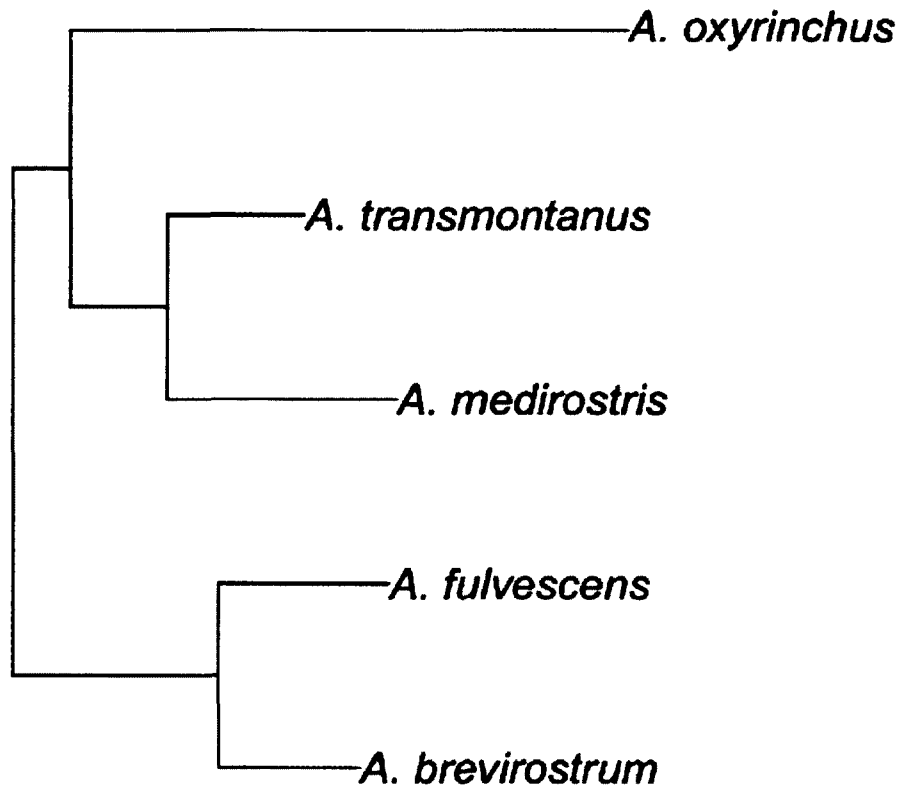 A. oxyrinchus
A. transmontanus
A. medirostris
A. fulvescens
A. brevirostrum